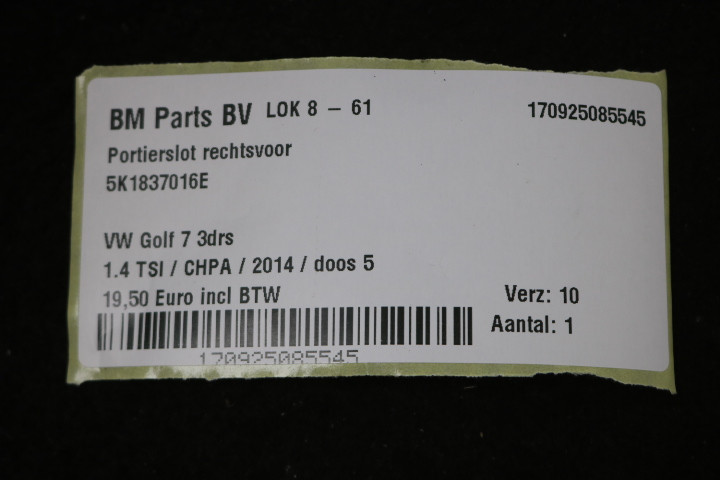 BM Parts BV LOK 8 – 61 170925085545
Portierslot rechtsvoor
5K1837016E
VW Golf 7 3drs
1.4 TSI / CHPA / 2014 / doos 5
19,50 Euro incl BTW Verz: 10
Aantal: 1
170925085545